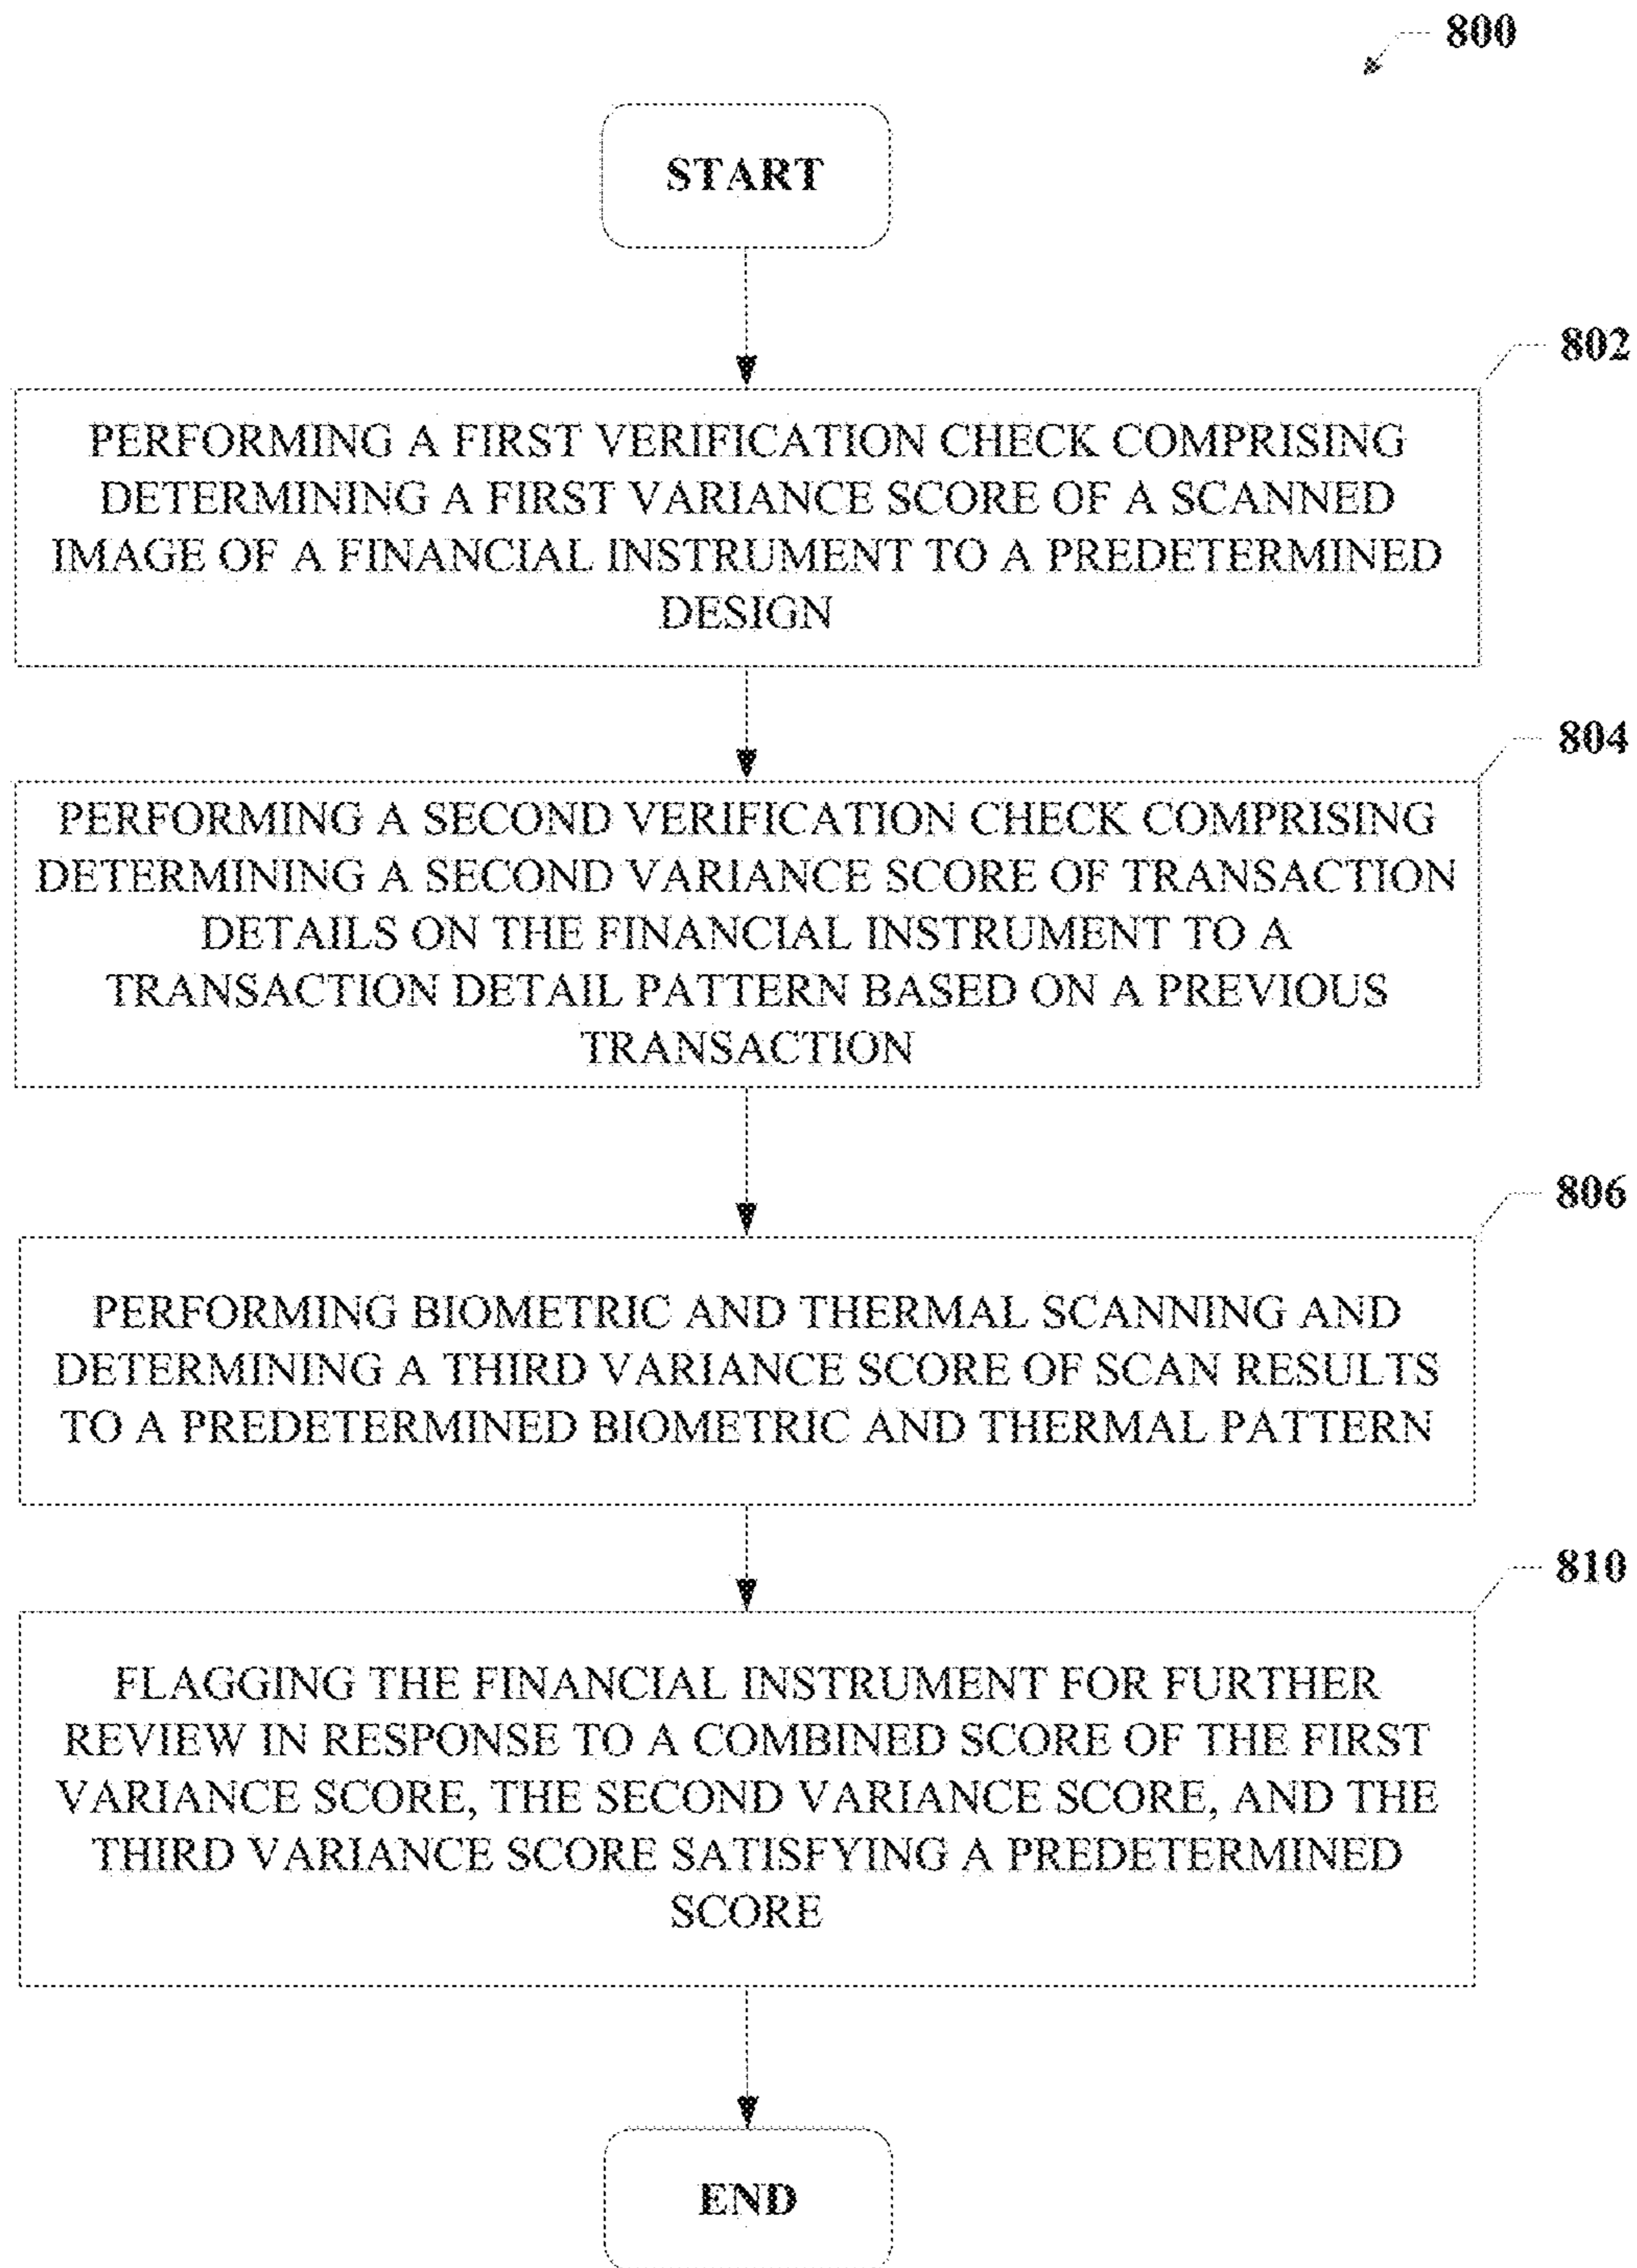 800
START
802
PERFORMING A FIRST VERIFICATION CHECK COMPRISING
DETERMINING A FIRST VARIANCE SCORE OF A SCANNED
IMAGE OF A FINANCIAL INSTRUMENT TO A PREDETERMINED
DESIGN
804
PERFORMING A SECOND VERIFICATION CHECK COMPRISING
DETERMINING A SECOND VARIANCE SCORE OF TRANSACTION
DETAILS ON THE FINANCIAL INSTRUMENT TO A
TRANSACTION DETAIL PATTERN BASED ON A PREVIOUS
TRANSACTION
806
PERFORMING BIOMETRIC AND THERMAL SCANNING AND
DETERMINING A THIRD VARIANCE SCORE OF SCAN RESULTS
TO A PREDETERMINED BIOMETRIC AND THERMAL PATTERN
810
FLAGGING THE FINANCIAL INSTRUMENT FOR FURTHER
REVIEW IN RESPONSE TO A COMBINED SCORE OF THE FIRST
VARIANCE SCORE, THE SECOND VARIANCE SCORE, AND THE
THIRD VARIANCE SCORE SATISFYING A PREDETERMINED
SCORE
END